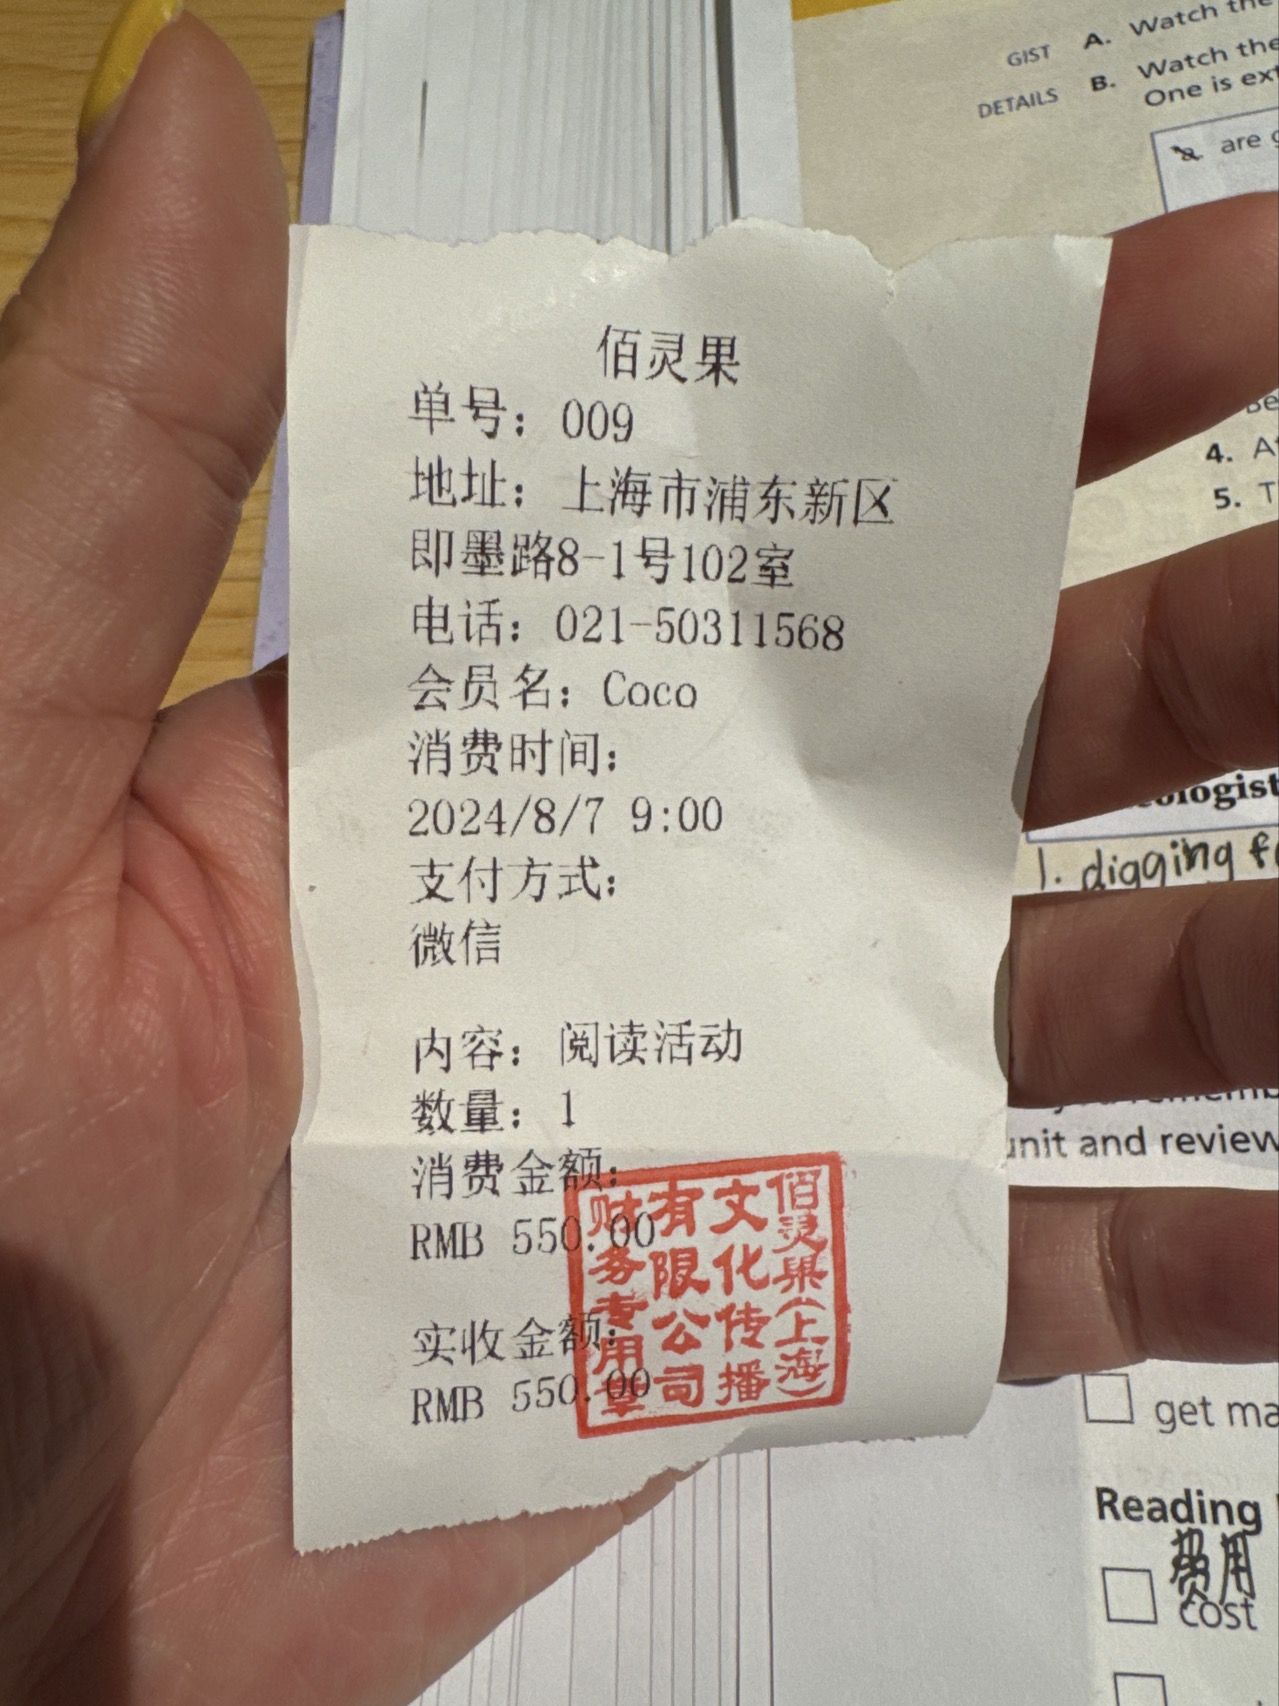 GIST A. Watch the
DETAILS B. Watch the
One is ext
a. are
佰灵果
单号：009
地址：上海市浦东新区
即墨路8-1号102室
电话：021-50311568
会员名：Coco
消费时间：
2024/8/7 9:00
支付方式：
微信
内容：阅读活动
数量：1
消费金额：
RMB 550.00
实收金额：
RMB 550.00
佰灵果(上海)
文化传播
有限公司
财务专用章
4. A
5. T
ologist
1. digging f
unit and review
get ma
Reading
费用
cost